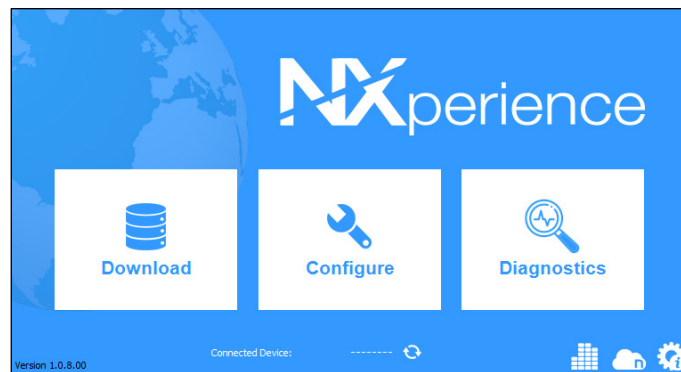 NXperience
Download
Configure
Diagnostics
Connected Device: --------
Version 1.0.8.00
n
i